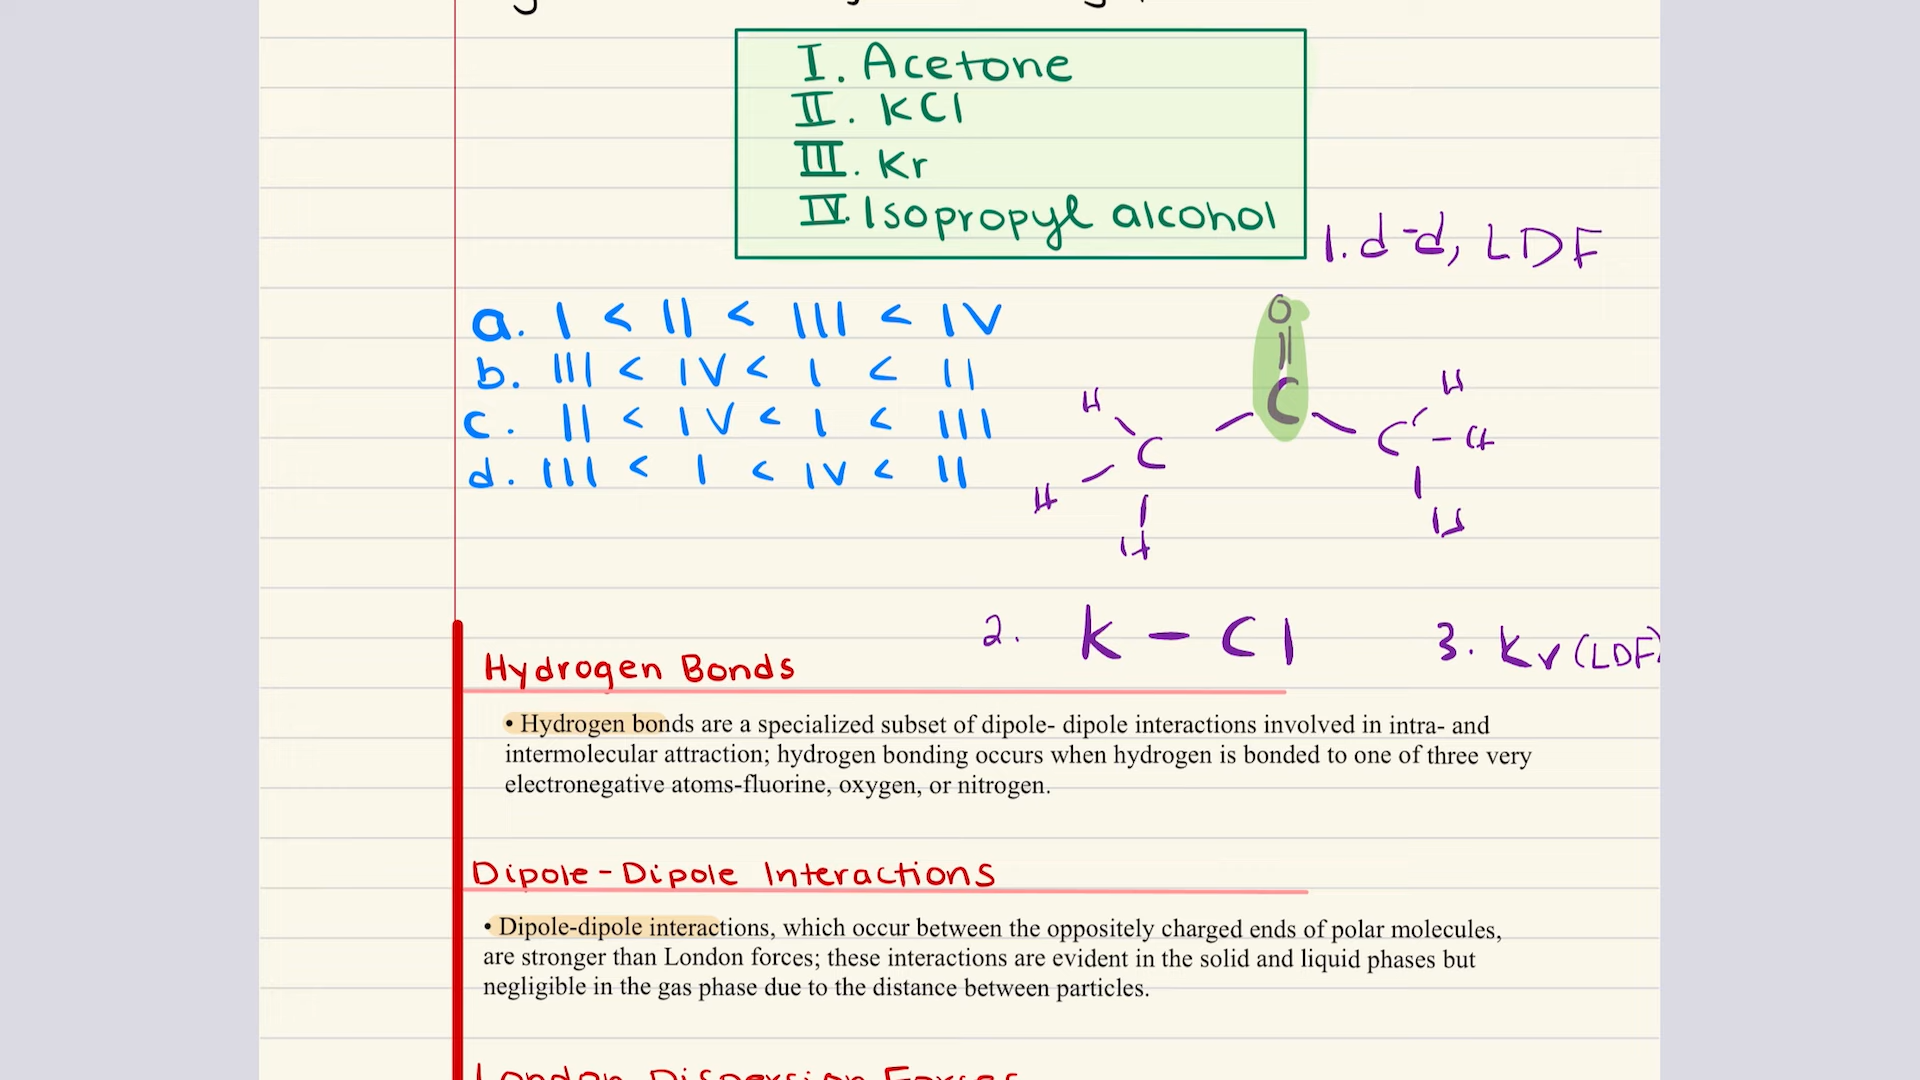 I. Acetone
II. KCl
III. Kr
IV. Isopropyl alcohol
1. d-d, LDF
a. I < II < III < IV
b. III < IV < I < II
c. II < IV < I < III
d. III < I < IV < II
O
C
H
H
C
C
H
H
H
H
2. K - Cl
3. Kr (LDF)
Hydrogen Bonds
• Hydrogen bonds are a specialized subset of dipole- dipole interactions involved in intra- and
intermolecular attraction; hydrogen bonding occurs when hydrogen is bonded to one of three very
electronegative atoms-fluorine, oxygen, or nitrogen.
Dipole-Dipole Interactions
• Dipole-dipole interactions, which occur between the oppositely charged ends of polar molecules,
are stronger than London forces; these interactions are evident in the solid and liquid phases but
negligible in the gas phase due to the distance between particles.
London Dispersion Forces